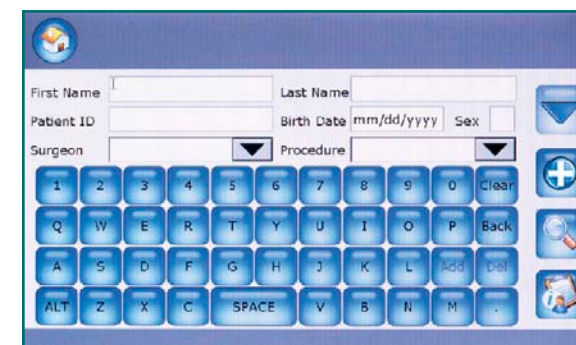 First Name Last Name
Patient ID Birth Date mm/dd/yyyy Sex
Surgeon Procedure
1 2 3 4 5 6 7 8 9 0 Clear
Q W E R T Y U I O P Back
A S D F G H J K L Add Del
ALT Z X C SPACE V B N M .